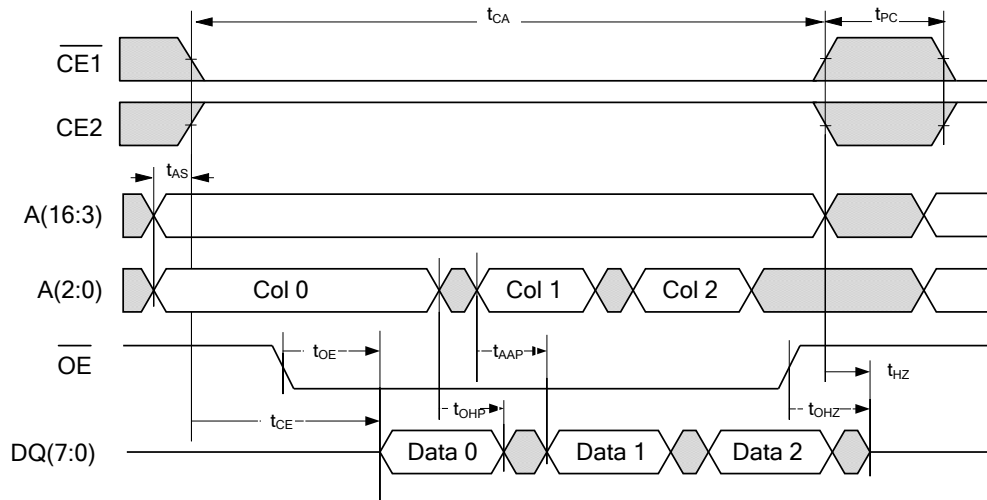 tCA tPC
CE1
CE2
tAS
A(16:3)
A(2:0) Col 0 Col 1 Col 2
OE tOE tAAP tHZ
tCE tOHP tOHZ
DQ(7:0) Data 0 Data 1 Data 2